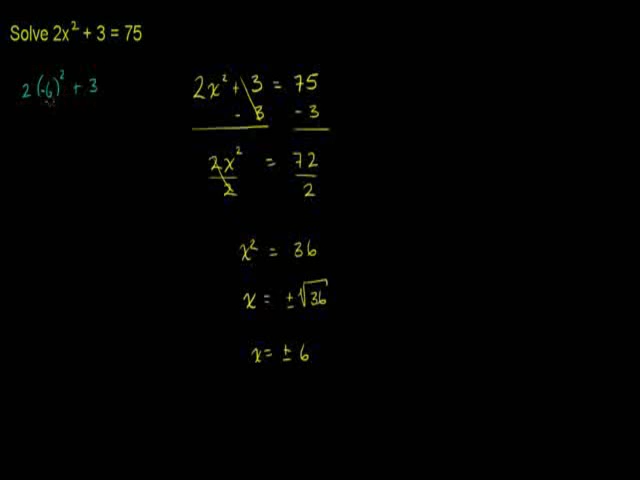 Solve 2x² + 3 = 75
2 (-6)² + 3
2x² + 3 = 75
- 3 - 3
2x² = 72
2 2
x² = 36
x = ±√36
x = ± 6